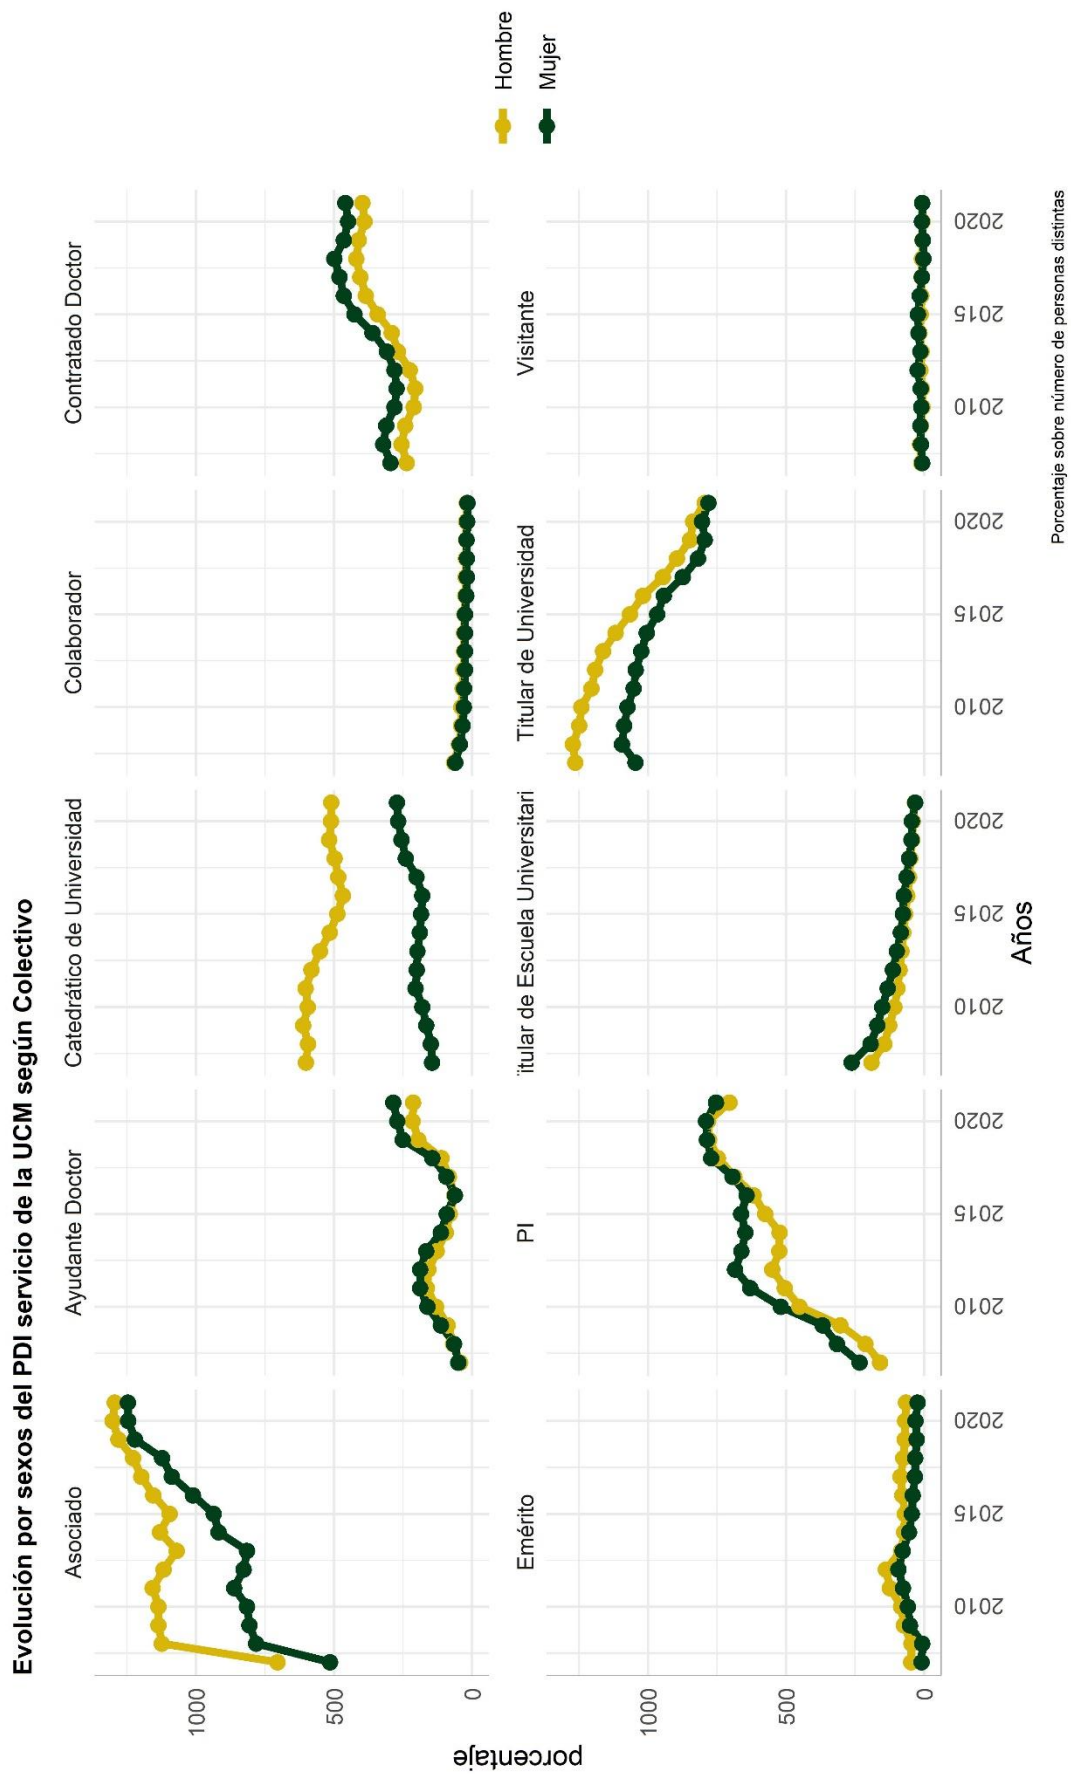 Evolución por sexos del PDI servicio de la UCM según Colectivo
Asociado
Ayudante Doctor
Catedrático de Universidad
Colaborador
Contratado Doctor
1000
500
0
Emérito
PI
itular de Escuela Universitari
Titular de Universidad
Visitante
1000
500
0
porcentaje
2010 2015 2020
2010 2015 2020
2010 2015 2020
2010 2015 2020
2010 2015 2020
Años
Hombre
Mujer
Porcentaje sobre número de personas distintas